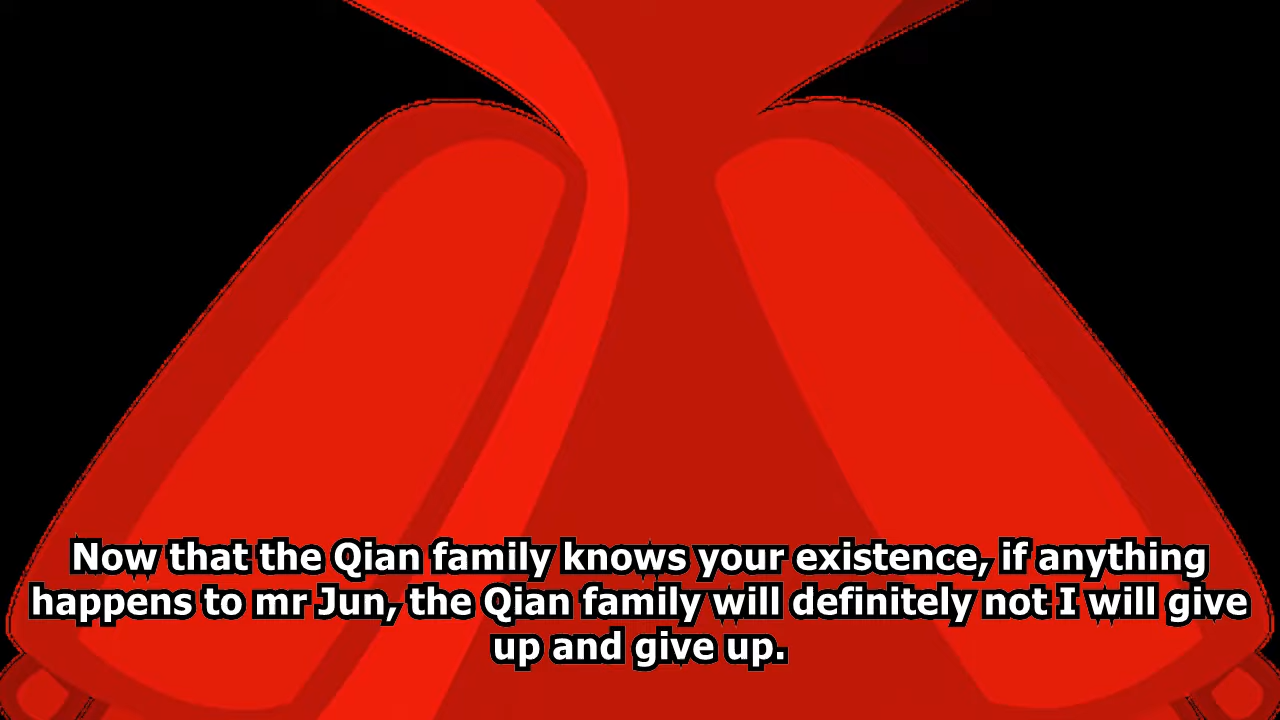 Now that the Qian family knows your existence, if anything
happens to mr Jun, the Qian family will definitely not I will give
up and give up.